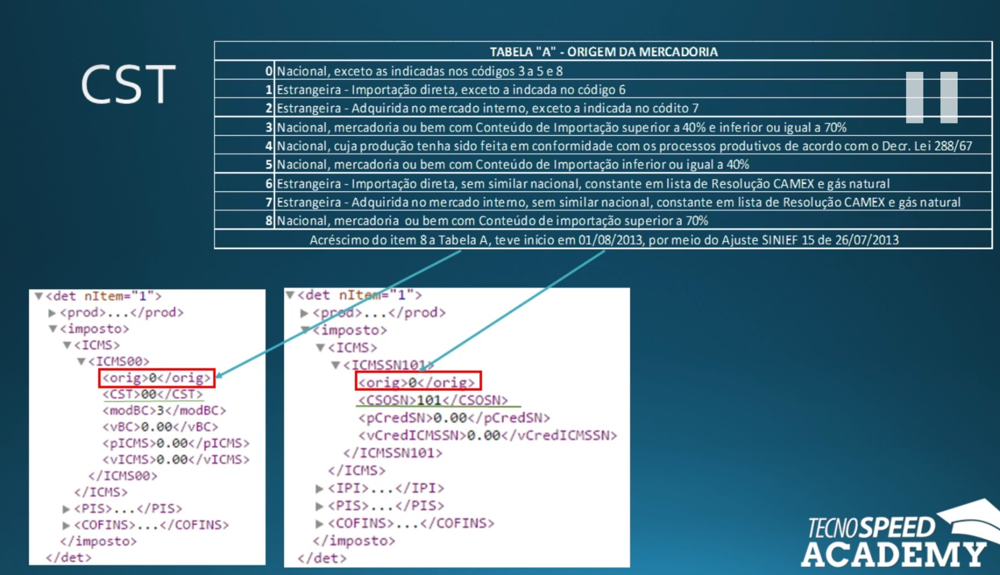 CST
TABELA "A" - ORIGEM DA MERCADORIA
0 Nacional, exceto as indicadas nos códigos 3 a 5 e 8
1 Estrangeira - Importação direta, exceto a indcada no código 6
2 Estrangeira - Adquirida no mercado interno, exceto a indicada no códito 7
3 Nacional, mercadoria ou bem com Conteúdo de Importação superior a 40% e inferior ou igual a 70%
4 Nacional, cuja produção tenha sido feita em conformidade com os processos produtivos de acordo com o Decr. Lei 288/67
5 Nacional, mercadoria ou bem com Conteúdo de Importação inferior ou igual a 40%
6 Estrangeira - Importação direta, sem similar nacional, constante em lista de Resolução CAMEX e gás natural
7 Estrangeira - Adquirida no mercado interno, sem similar nacional, constante em lista de Resolução CAMEX e gás natural
8 Nacional, mercadoria ou bem com Conteúdo de importação superior a 70%
Acréscimo do item 8 a Tabela A, teve início em 01/08/2013, por meio do Ajuste SINIEF 15 de 26/07/2013
▼<det nItem="1">
▶<prod>...</prod>
▼<imposto>
▼<ICMS>
▼<ICMS00>
<orig>0</orig>
<CST>00</CST>
<modBC>3</modBC>
<vBC>0.00</vBC>
<pICMS>0.00</pICMS>
<vICMS>0.00</vICMS>
</ICMS00>
</ICMS>
▶<PIS>...</PIS>
▶<COFINS>...</COFINS>
</imposto>
</det>
▼<det nItem="1">
▶<prod>...</prod>
▼<imposto>
▼<ICMS>
▼<ICMSSN101>
<orig>0</orig>
<CSOSN>101</CSOSN>
<pCredSN>0.00</pCredSN>
<vCredICMSSN>0.00</vCredICMSSN>
</ICMSSN101>
</ICMS>
▶<IPI>...</IPI>
▶<PIS>...</PIS>
▶<COFINS>...</COFINS>
</imposto>
</det>
TECNOSPEED
ACADEMY